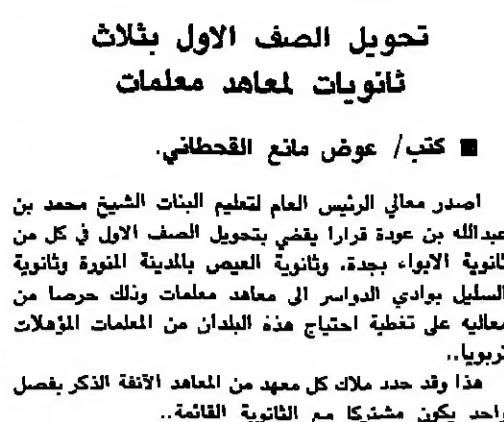 تحويل الصف الاول بثلاث
ثانويات لمعاهد معلمات
■ كتب/ عوض مانع القحطاني.
اصدر معالي الرئيس العام لتعليم البنات الشيخ محمد بن
عبدالله بن عودة قرارا يقضي بتحويل الصف الاول في كل من
ثانوية الابواء بجدة. وثانوية العيص بالمدينة المنورة وثانوية
السليل بوادي الدواسر الى معاهد معلمات وذلك حرصا من
معاليه على تغطية احتياج هذه البلدان من المعلمات المؤهلات
تربويا..
هذا وقد حدد ملاك كل معهد من المعاهد الآنفة الذكر بفصل
واحد يكون مشتركا مع الثانوية القائمة..